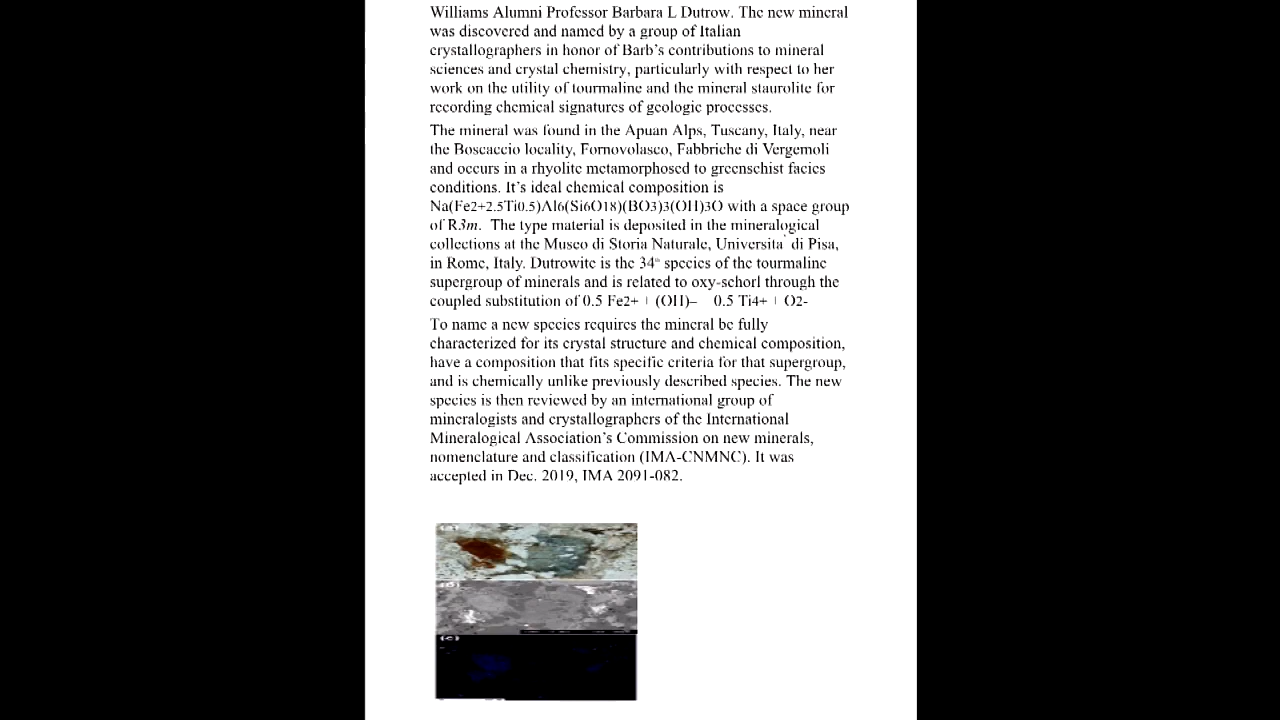 Williams Alumni Professor Barbara L Dutrow. The new mineral
was discovered and named by a group of Italian
crystallographers in honor of Barb's contributions to mineral
sciences and crystal chemistry, particularly with respect to her
work on the utility of tourmaline and the mineral staurolite for
recording chemical signatures of geologic processes.
The mineral was found in the Apuan Alps, Tuscany, Italy, near
the Boscaccio locality, Fornovolasco, Fabbriche di Vergemoli
and occurs in a rhyolite metamorphosed to greenschist facies
conditions. It's ideal chemical composition is
Na(Fe2+2.5Ti0.5)Al6(Si6O18)(BO3)3(OH)3O with a space group
of R3m. The type material is deposited in the mineralogical
collections at the Museo di Storia Naturale, Universita` di Pisa,
in Rome, Italy. Dutrowite is the 34th species of the tourmaline
supergroup of minerals and is related to oxy-schorl through the
coupled substitution of 0.5 Fe2+ + (OH)– 0.5 Ti4+ + O2-
To name a new species requires the mineral be fully
characterized for its crystal structure and chemical composition,
have a composition that fits specific criteria for that supergroup,
and is chemically unlike previously described species. The new
species is then reviewed by an international group of
mineralogists and crystallographers of the International
Mineralogical Association's Commission on new minerals,
nomenclature and classification (IMA-CNMNC). It was
accepted in Dec. 2019, IMA 2091-082.
(c)